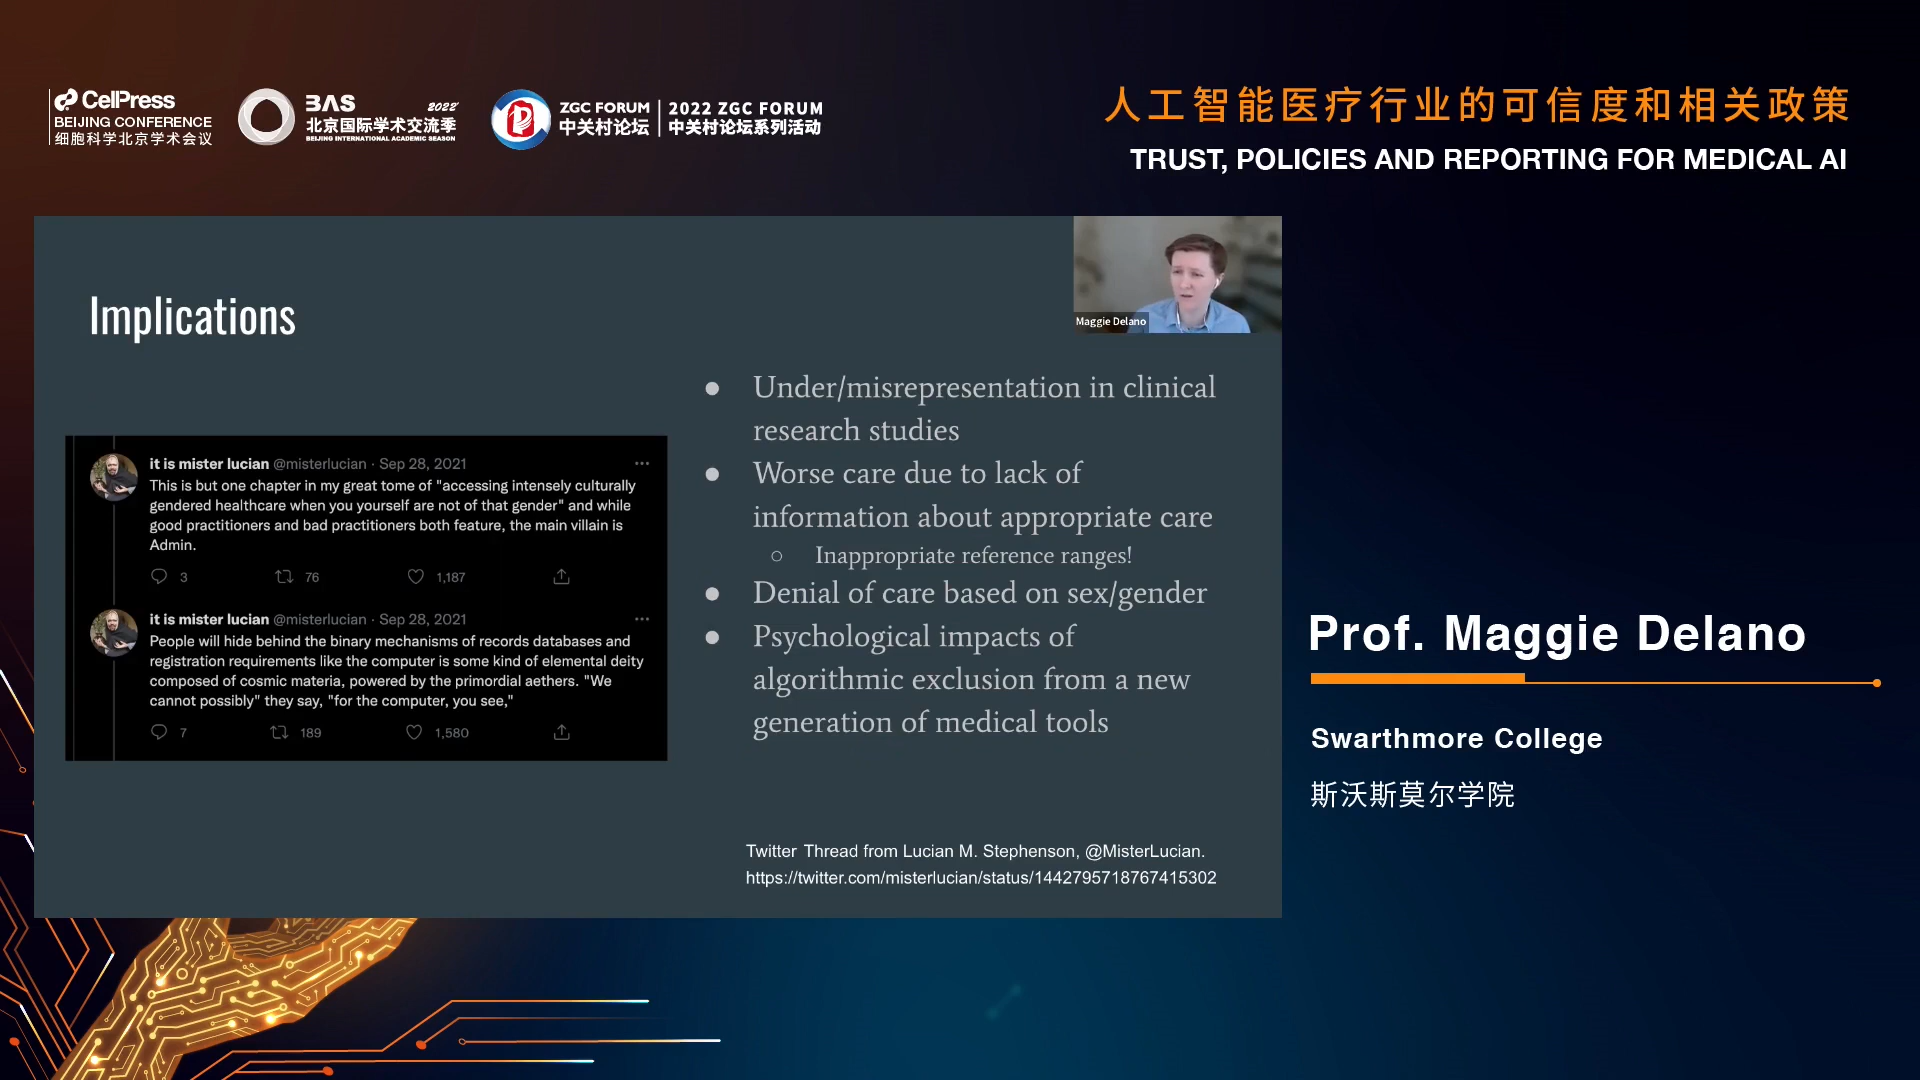 CellPress
BEIJING CONFERENCE
细胞科学北京学术会议
BAS 2022
北京国际学术交流季
BEIJING INTERNATIONAL ACADEMIC SEASON
ZGC FORUM
中关村论坛
2022 ZGC FORUM
中关村论坛系列活动
人工智能医疗行业的可信度和相关政策
TRUST, POLICIES AND REPORTING FOR MEDICAL AI
Maggie Delano
Implications
it is mister lucian @misterlucian · Sep 28, 2021
This is but one chapter in my great tome of "accessing intensely culturally
gendered healthcare when you yourself are not of that gender" and while
good practitioners and bad practitioners both feature, the main villain is
Admin.
3 76 1,187
it is mister lucian @misterlucian · Sep 28, 2021
People will hide behind the binary mechanisms of records databases and
registration requirements like the computer is some kind of elemental deity
composed of cosmic materia, powered by the primordial aethers. "We
cannot possibly" they say, "for the computer, you see,"
7 189 1,580
● Under/misrepresentation in clinical
research studies
● Worse care due to lack of
information about appropriate care
○ Inappropriate reference ranges!
● Denial of care based on sex/gender
● Psychological impacts of
algorithmic exclusion from a new
generation of medical tools
Twitter Thread from Lucian M. Stephenson, @MisterLucian.
https://twitter.com/misterlucian/status/1442795718767415302
Prof. Maggie Delano
Swarthmore College
斯沃斯莫尔学院